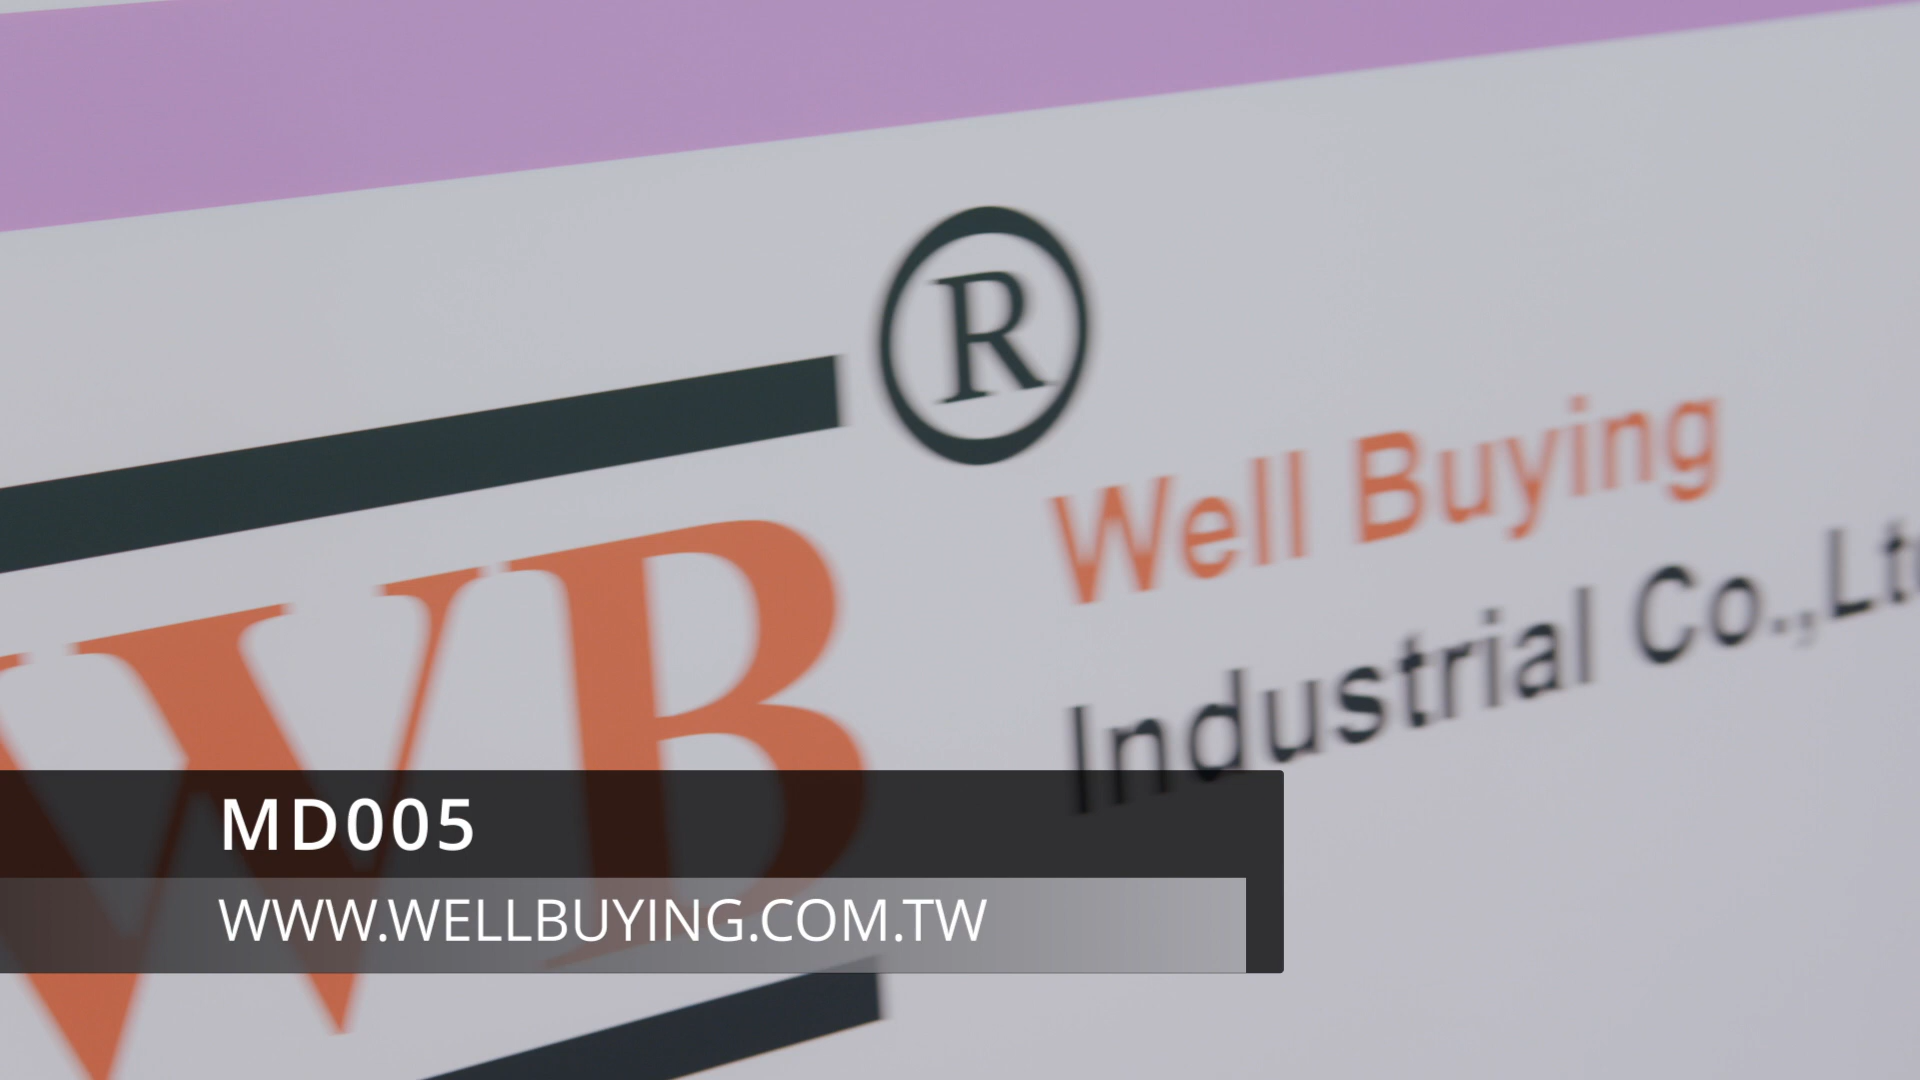 ®
WB
Well Buying
Industrial Co.,Lt
MD005
WWW.WELLBUYING.COM.TW